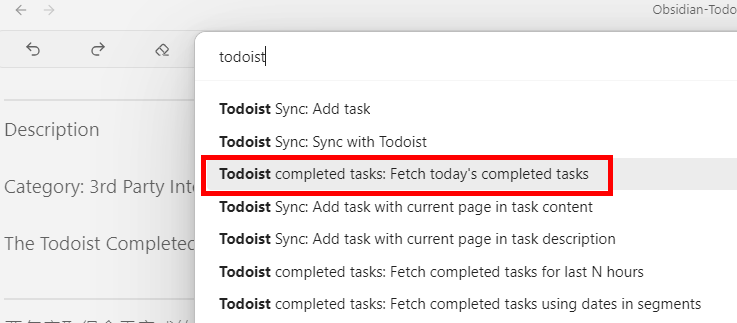 Obsidian-Todo
todoist
Todoist Sync: Add task
Description
Todoist Sync: Sync with Todoist
Todoist completed tasks: Fetch today's completed tasks
Category: 3rd Party Inte
Todoist Sync: Add task with current page in task content
The Todoist Completed
Todoist Sync: Add task with current page in task description
Todoist completed tasks: Fetch completed tasks for last N hours
Todoist completed tasks: Fetch completed tasks using dates in segments